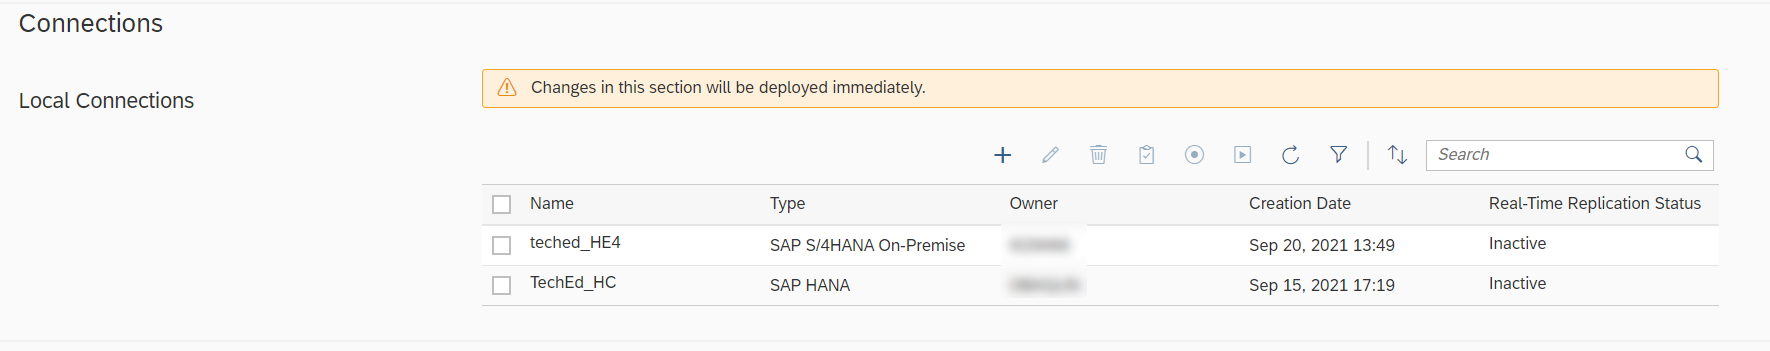 Connections
Local Connections
Changes in this section will be deployed immediately.
Search
Name Type Owner Creation Date Real-Time Replication Status
teched_HE4 SAP S/4HANA On-Premise Sep 20, 2021 13:49 Inactive
TechEd_HC SAP HANA Sep 15, 2021 17:19 Inactive